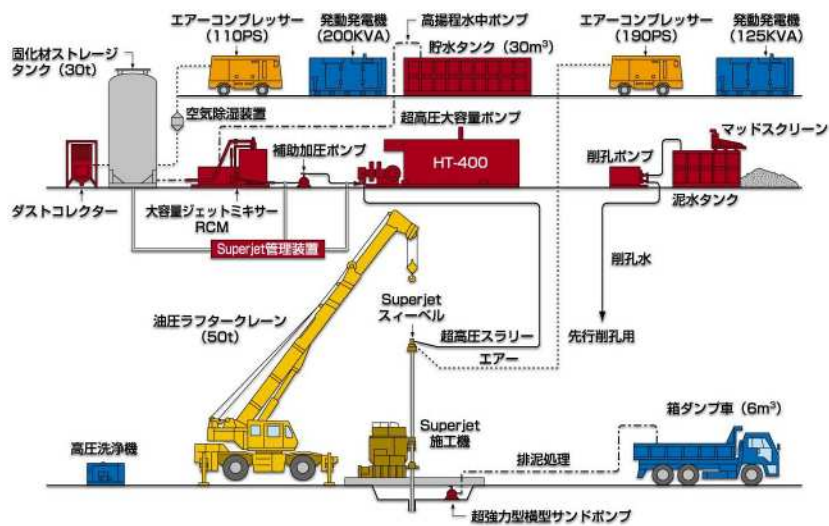 エアーコンプレッサー
(110PS)
発動発電機
(200KVA)
高揚程水中ポンプ
貯水タンク(30m³)
エアーコンプレッサー
(190PS)
発動発電機
(125KVA)
固化材ストレージ
タンク(30t)
空気除湿装置
補助加圧ポンプ
超高圧大容量ポンプ
HT-400
削孔ポンプ
マッドスクリーン
ダストコレクター
大容量ジェットミキサー
RCM
泥水タンク
Superjet管理装置
削孔水
油圧ラフタークレーン
(50t)
Superjet
スィーベル
超高圧スラリー
エアー
先行削孔用
高圧洗浄機
Superjet
施工機
箱ダンプ車(6m³)
排泥処理
超強力型横型サンドポンプ